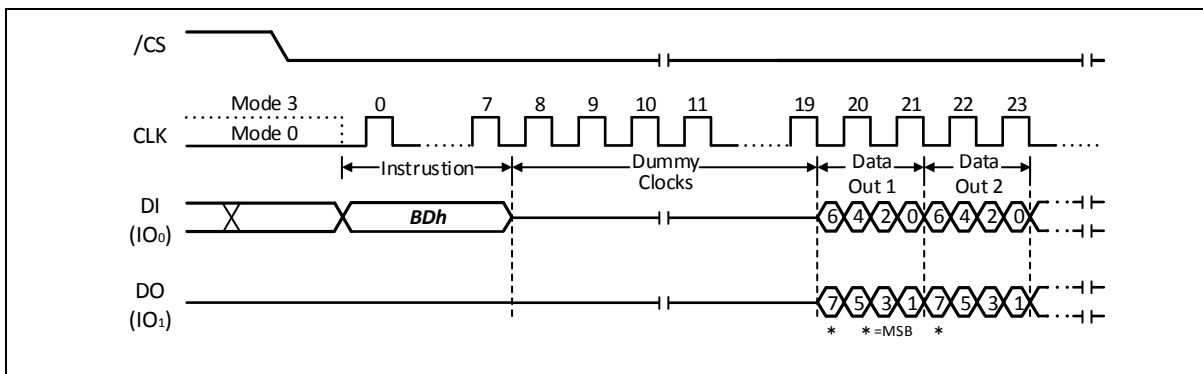 /CS
Mode 3
0 7 8 9 10 11 19 20 21 22 23
CLK
Mode 0
Instrustion
Dummy
Clocks
Data
Out 1
Data
Out 2
DI
(IO0)
BDh
6 4 2 0 6 4 2 0
DO
(IO1)
7 5 3 1 7 5 3 1
* * =MSB *